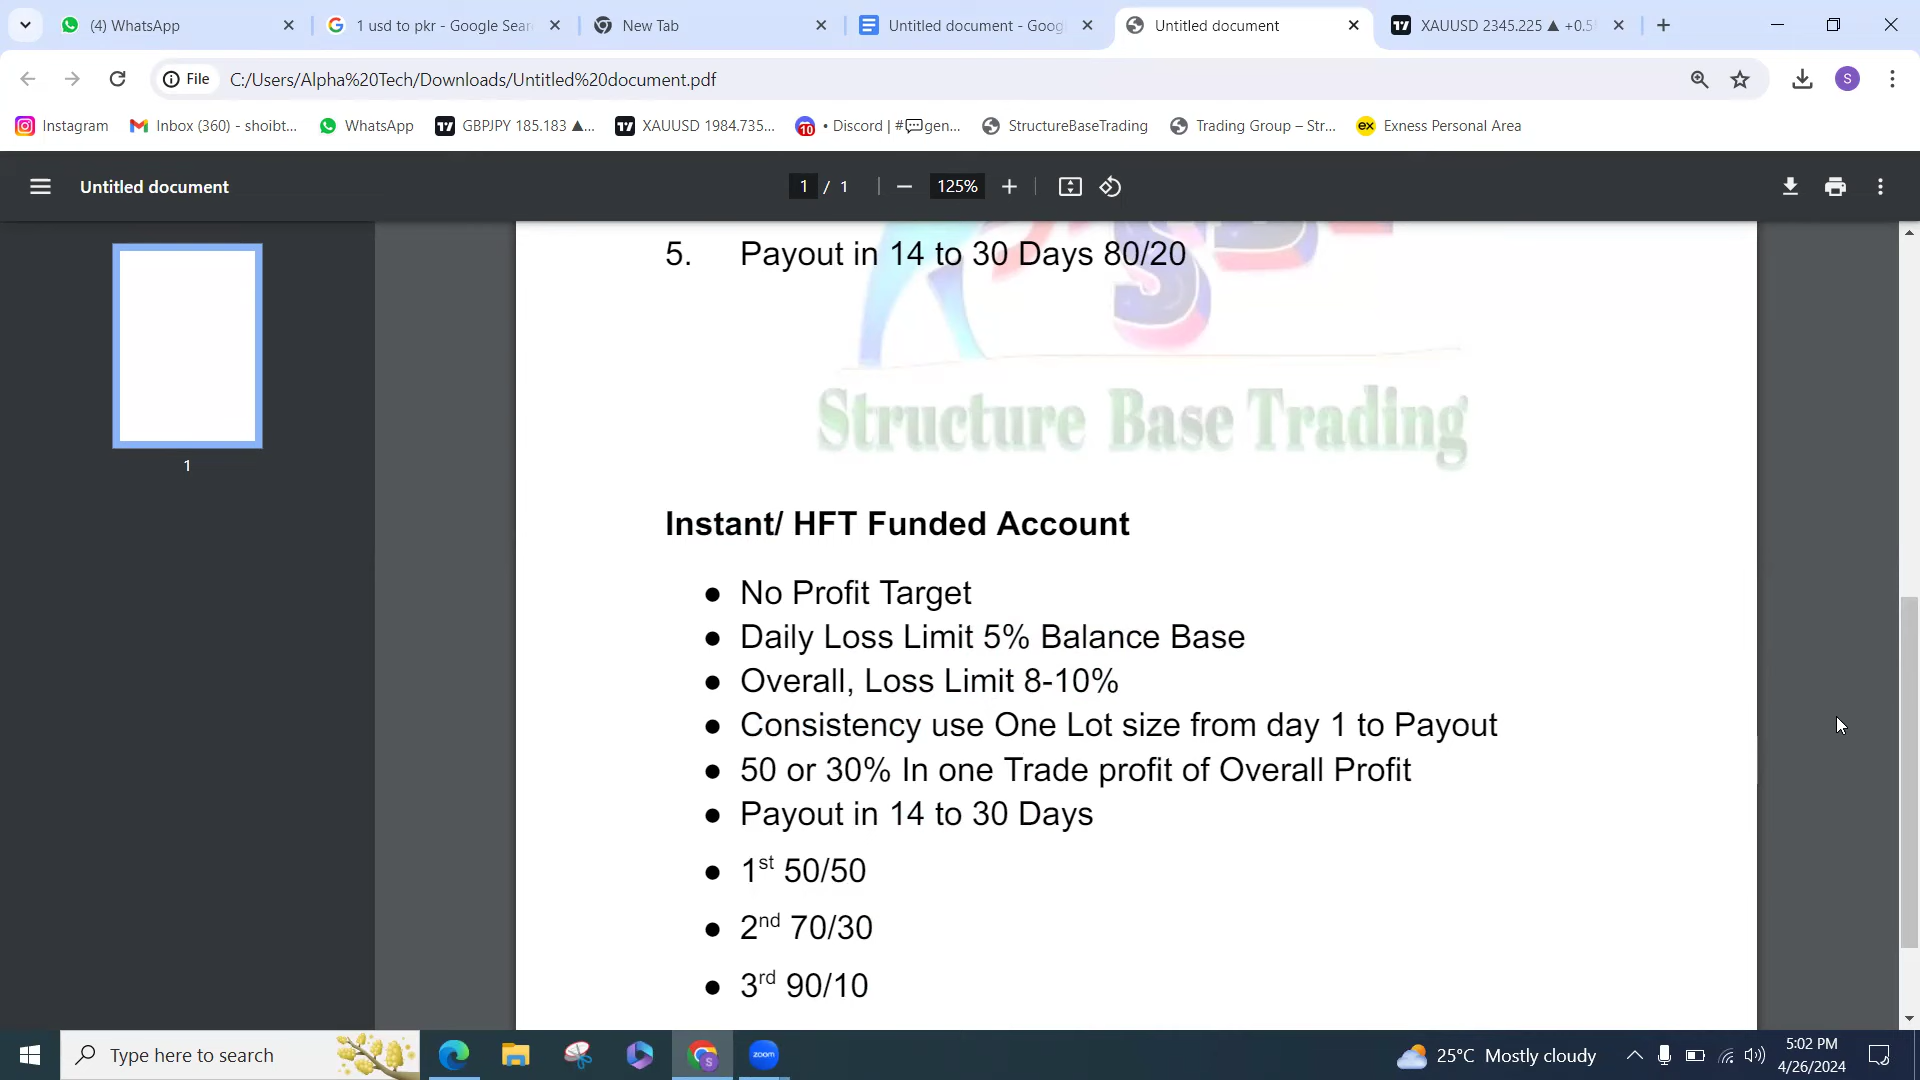 (4) WhatsApp
1 usd to pkr - Google Sear
New Tab
Untitled document - Goog
Untitled document
XAUUSD 2345.225 ▲ +0.5
File
C:/Users/Alpha%20Tech/Downloads/Untitled%20document.pdf
S
Instagram
Inbox (360) - shoibt...
WhatsApp
GBPJPY 185.183 ▲...
XAUUSD 1984.735...
10
• Discord | #💬gen...
StructureBaseTrading
Trading Group – Str...
ex
Exness Personal Area
Untitled document
1 / 1
125%
1
5. Payout in 14 to 30 Days 80/20
Structure Base Trading
Instant/ HFT Funded Account
● No Profit Target
● Daily Loss Limit 5% Balance Base
● Overall, Loss Limit 8-10%
● Consistency use One Lot size from day 1 to Payout
● 50 or 30% In one Trade profit of Overall Profit
● Payout in 14 to 30 Days
● 1st 50/50
● 2nd 70/30
● 3rd 90/10
Type here to search
S
zoom
25°C Mostly cloudy
5:02 PM
4/26/2024